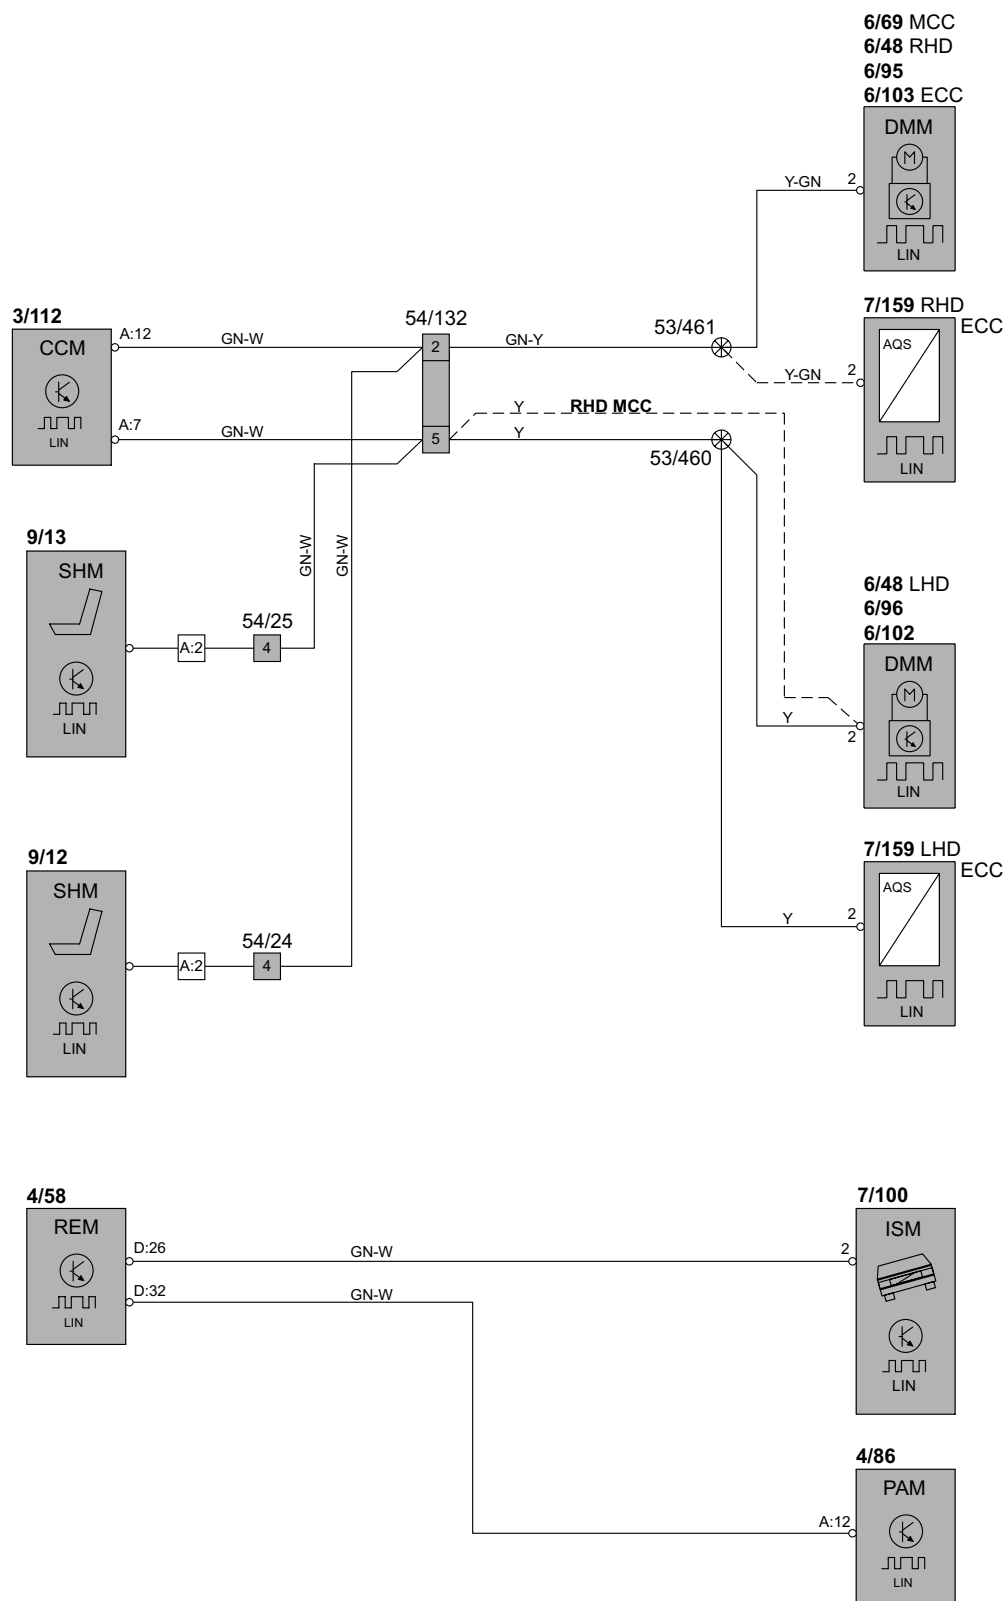 6/69 MCC
6/48 RHD
6/95
6/103 ECC
DMM
M
Y-GN 2
LIN
7/159 RHD
ECC
AQS
Y-GN 2
LIN
3/112
CCM
LIN
A:12
GN-W
A:7
GN-W
54/132
2
5
GN-Y
53/461
Y RHD MCC
Y
53/460
9/13
SHM
LIN
A:2
54/25
4
GN-W
GN-W
6/48 LHD
6/96
6/102
DMM
M
Y
2
LIN
9/12
SHM
LIN
A:2
54/24
4
7/159 LHD
ECC
AQS
Y 2
LIN
4/58
REM
LIN
D:26
GN-W
2
D:32
GN-W
7/100
ISM
LIN
4/86
PAM
A:12
LIN